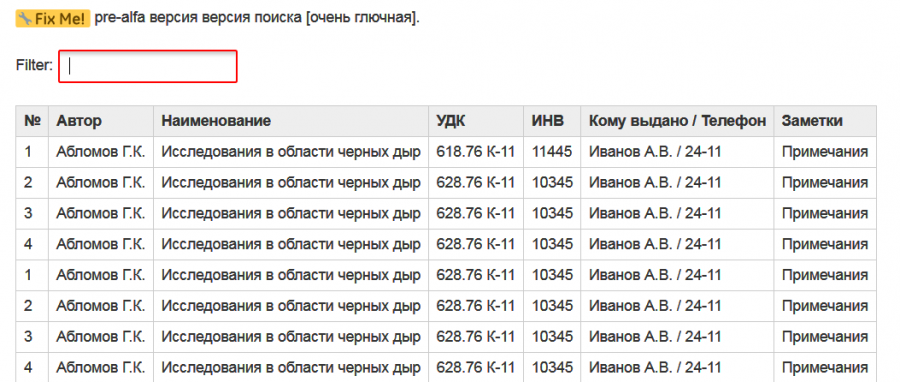 Fix Me! pre-alfa версия версия поиска [очень глючная].
Filter:
№ Автор Наименование УДК ИНВ Кому выдано / Телефон Заметки
1 Абломов Г.К. Исследования в области черных дыр 618.76 К-11 11445 Иванов А.В. / 24-11 Примечания
2 Абломов Г.К. Исследования в области черных дыр 628.76 К-11 10345 Иванов А.В. / 24-11 Примечания
3 Абломов Г.К. Исследования в области черных дыр 628.76 К-11 10345 Иванов А.В. / 24-11 Примечания
4 Абломов Г.К. Исследования в области черных дыр 628.76 К-11 10345 Иванов А.В. / 24-11 Примечания
1 Абломов Г.К. Исследования в области черных дыр 628.76 К-11 10345 Иванов А.В. / 24-11 Примечания
2 Абломов Г.К. Исследования в области черных дыр 628.76 К-11 10345 Иванов А.В. / 24-11 Примечания
3 Абломов Г.К. Исследования в области черных дыр 628.76 К-11 10345 Иванов А.В. / 24-11 Примечания
4 Абломов Г.К. Исследования в области черных дыр 628.76 К-11 10345 Иванов А.В. / 24-11 Примечания